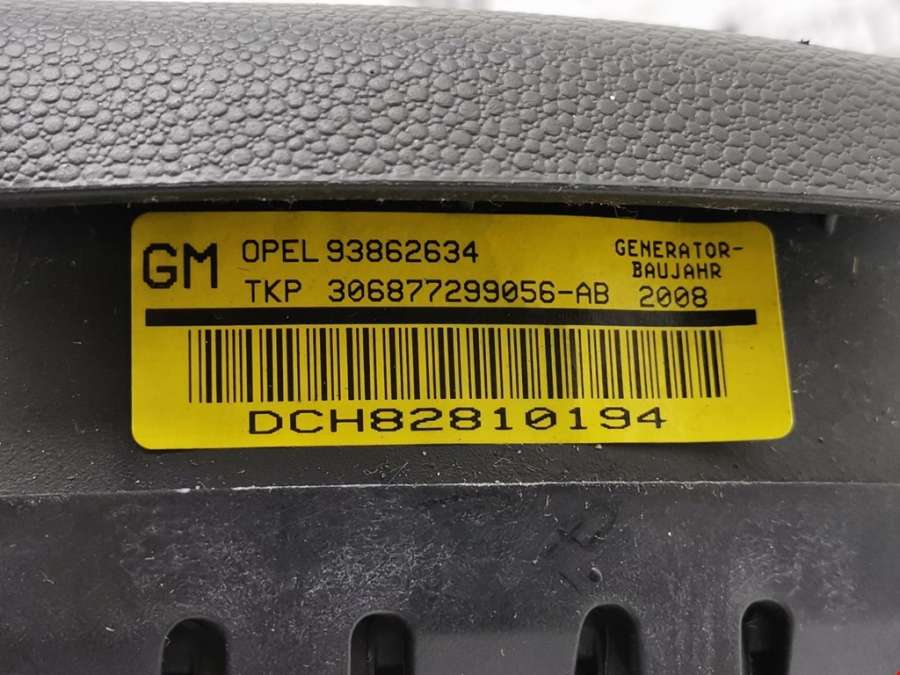 GM OPEL 93862634
TKP 306877299056-AB
GENERATOR-
BAUJAHR
2008
DCH82810194